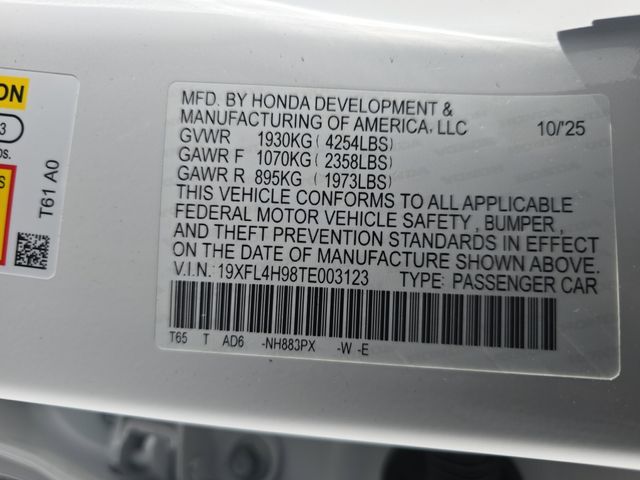 ON
3
os.
S
T61 A0
MFD. BY HONDA DEVELOPMENT &
MANUFACTURING OF AMERICA, LLC 10/'25
GVWR 1930KG ( 4254LBS)
GAWR F 1070KG ( 2358LBS)
GAWR R 895KG ( 1973LBS)
THIS VEHICLE CONFORMS TO ALL APPLICABLE
FEDERAL MOTOR VEHICLE SAFETY , BUMPER ,
AND THEFT PREVENTION STANDARDS IN EFFECT
ON THE DATE OF MANUFACTURE SHOWN ABOVE.
V.I.N.: 19XFL4H98TE003123 TYPE: PASSENGER CAR
T65 T AD6 -NH883PX -W -E